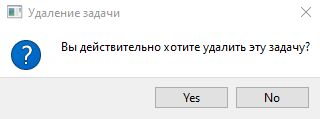 Удаление задачи
Вы действительно хотите удалить эту задачу?
Yes
No